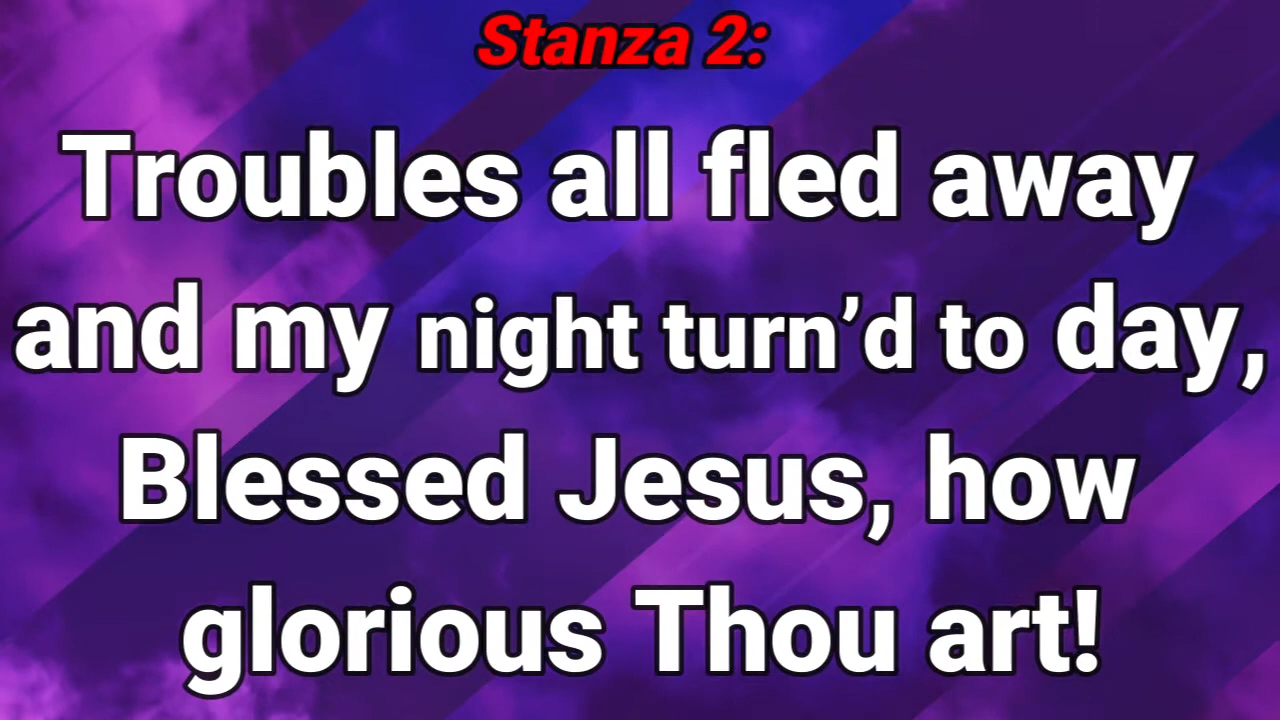 Stanza 2:
Troubles all fled away
and my night turn’d to day,
Blessed Jesus, how
glorious Thou art!